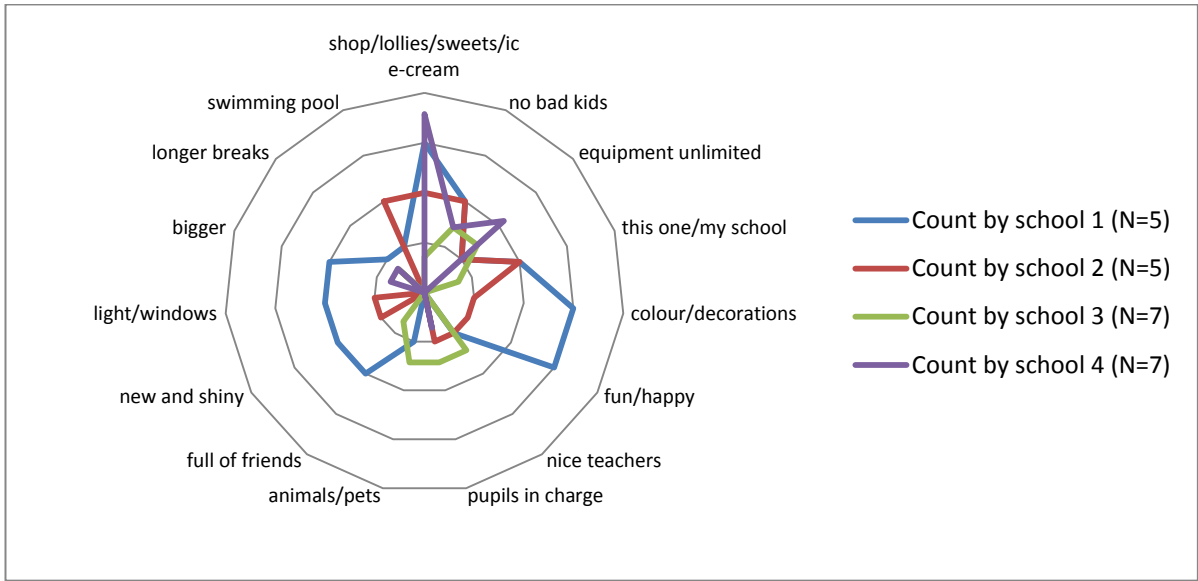 shop/lollies/sweets/ic
e-cream
no bad kids
equipment unlimited
this one/my school
colour/decorations
fun/happy
nice teachers
pupils in charge
animals/pets
full of friends
new and shiny
light/windows
bigger
longer breaks
swimming pool
Count by school 1 (N=5)
Count by school 2 (N=5)
Count by school 3 (N=7)
Count by school 4 (N=7)